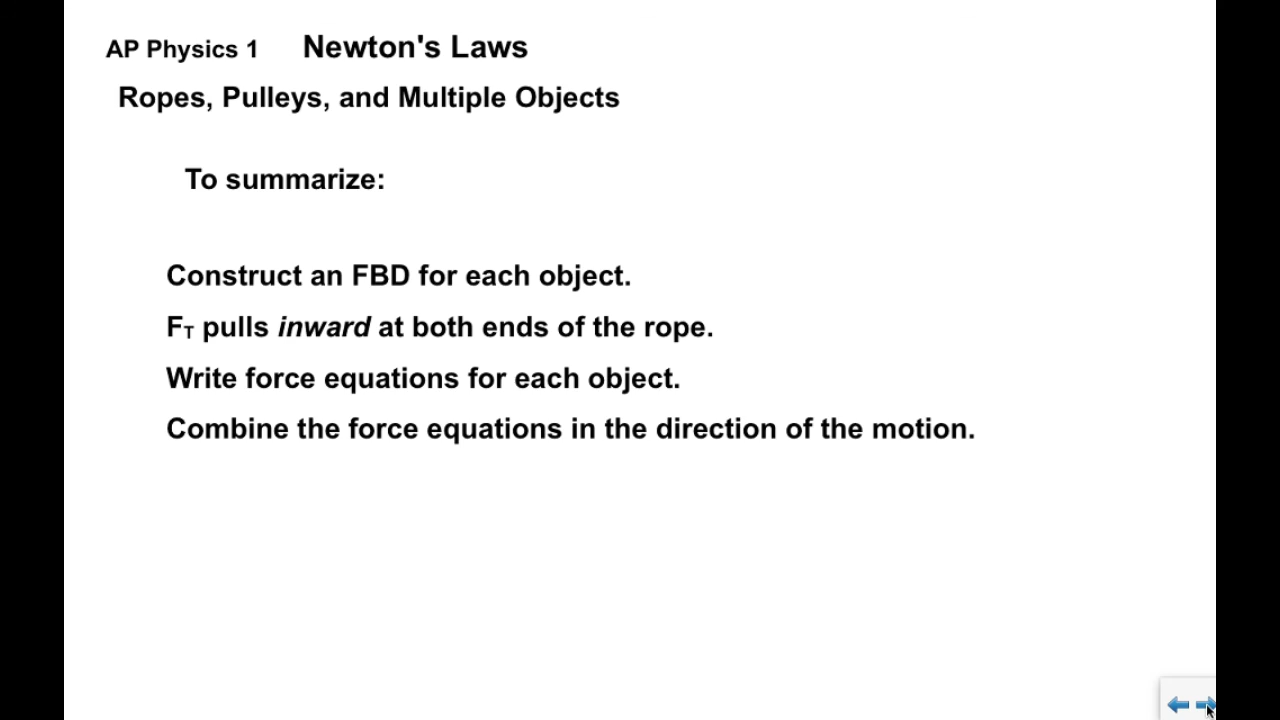 AP Physics 1 Newton's Laws
Ropes, Pulleys, and Multiple Objects
To summarize:
Construct an FBD for each object.
FT pulls inward at both ends of the rope.
Write force equations for each object.
Combine the force equations in the direction of the motion.